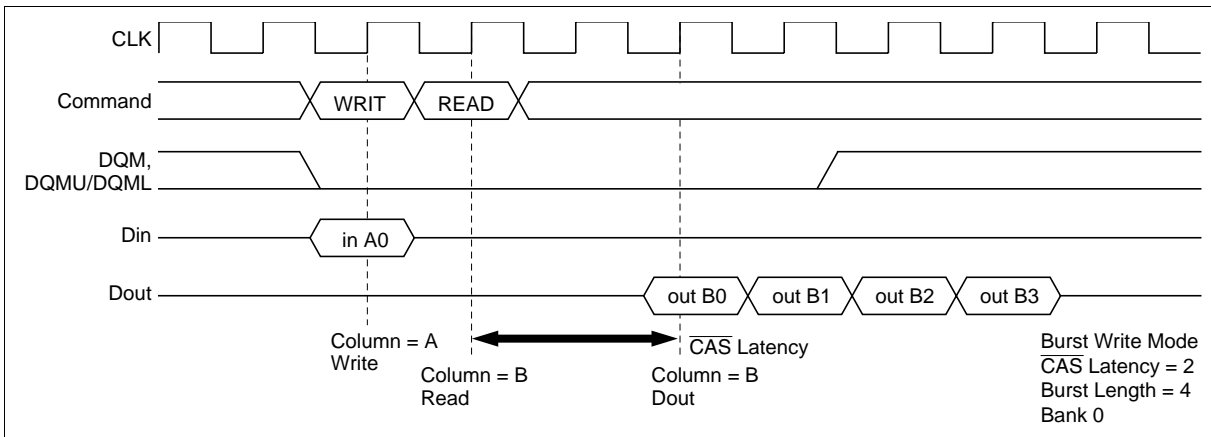 CLK
Command
WRIT
READ
DQM,
DQMU/DQML
Din
in A0
Dout
out B0
out B1
out B2
out B3
Column = A
Write
Column = B
Read
CAS Latency
Column = B
Dout
Burst Write Mode
CAS Latency = 2
Burst Length = 4
Bank 0